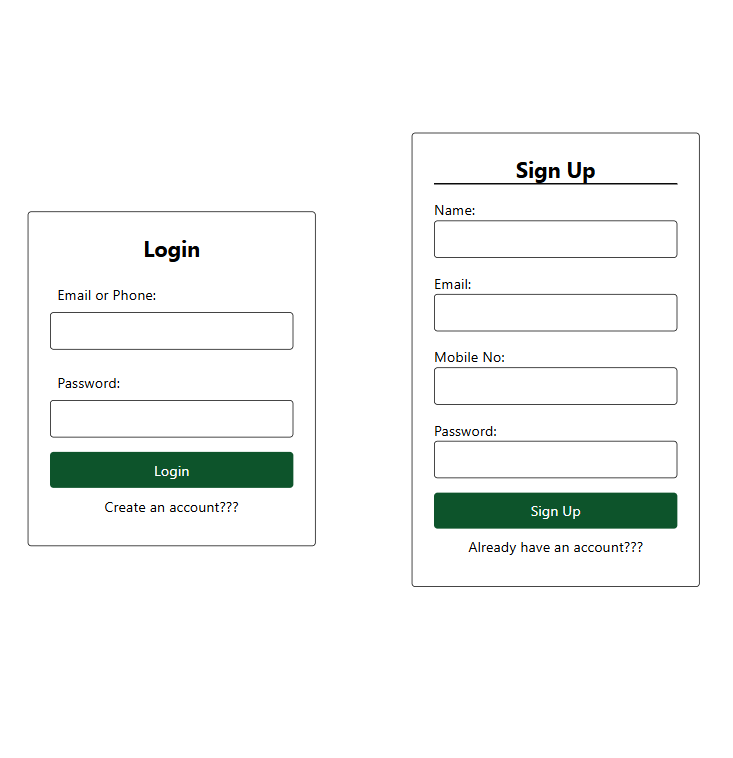 Login
Email or Phone:
Password:
Login
Create an account???
Sign Up
Name:
Email:
Mobile No:
Password:
Sign Up
Already have an account???